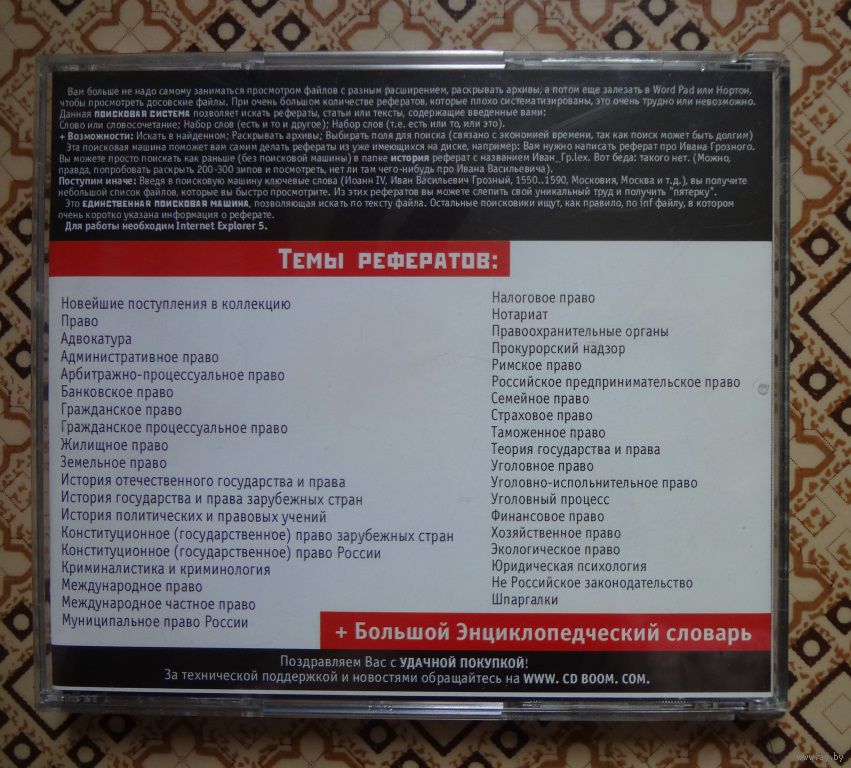 Вам больше не надо самому заниматься просмотром файлов с разным расширением, раскрывать архивы, а потом еще залезать в Word Pad или Нортон,
чтобы просмотреть досовские файлы. При очень большом количестве рефератов, которые плохо систематизированы, это очень трудно или невозможно.
Данная ПОИСКОВАЯ СИСТЕМА позволяет искать рефераты, статьи или тексты, содержащие введенные вами:
Слово или словосочетание; Набор слов (есть и то и другое); Набор слов (т.е. есть или то, или это).
+ Возможности: Искать в найденном; Раскрывать архивы; Выбирать поля для поиска (связано с экономией времени, так как поиск может быть долгим)
Эта поисковая машина поможет вам самим делать рефераты из уже имеющихся на диске, например: Вам нужно написать реферат про Ивана Грозного.
Вы можете просто поискать как раньше (без поисковой машины) в папке история реферат с названием Иван_Гр.lex. Вот беда: такого нет. (Можно,
правда, попробовать раскрыть 200-300 зипов и посмотреть, нет ли там чего-нибудь про Ивана Васильевича).
Поступим иначе: Введя в поисковую машину ключевые слова (Иоанн IV, Иван Васильевич Грозный, 1550..1590, Московия, Москва и т.д.), вы получите
небольшой список файлов, которые вы быстро просмотрите. Из этих рефератов вы можете слепить свой уникальный труд и получить "пятерку".
Это ЕДИНСТВЕННАЯ ПОИСКОВАЯ МАШИНА, позволяющая искать по тексту файла. Остальные поисковики ищут, как правило, по inf файлу, в котором
очень коротко указана информация о реферате.
Для работы необходим Internet Explorer 5.
Темы рефератов:
Новейшие поступления в коллекцию
Право
Адвокатура
Административное право
Арбитражно-процессуальное право
Банковское право
Гражданское право
Гражданское процессуальное право
Жилищное право
Земельное право
История отечественного государства и права
История государства и права зарубежных стран
История политических и правовых учений
Конституционное (государственное) право зарубежных стран
Конституционное (государственное) право России
Криминалистика и криминология
Международное право
Международное частное право
Муниципальное право России
Налоговое право
Нотариат
Правоохранительные органы
Прокурорский надзор
Римское право
Российское предпринимательское право
Семейное право
Страховое право
Таможенное право
Теория государства и права
Уголовное право
Уголовно-испольнительное право
Уголовный процесс
Финансовое право
Хозяйственное право
Экологическое право
Юридическая психология
Не Российское законодательство
Шпаргалки
+ Большой Энциклопедический словарь
Поздравляем Вас с УДАЧНОЙ ПОКУПКОЙ!
За технической поддержкой и новостями обращайтесь на WWW. CD BOOM. COM.
www.ay.by